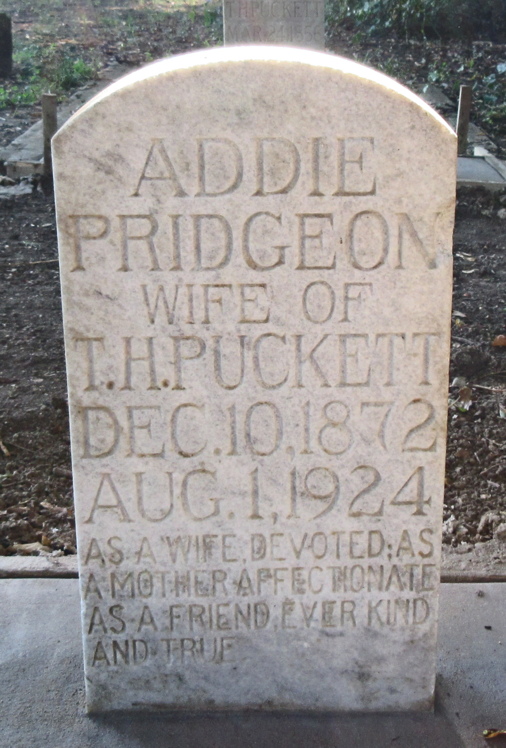 T.H. PUCKETT
ADDIE
PRIDGEON
WIFE OF
T.H. PUCKETT
DEC. 10, 1872
AUG. 1, 1924
AS A WIFE, DEVOTED; AS
A MOTHER AFFECTIONATE
AS A FRIEND, EVER KIND
AND TRUE